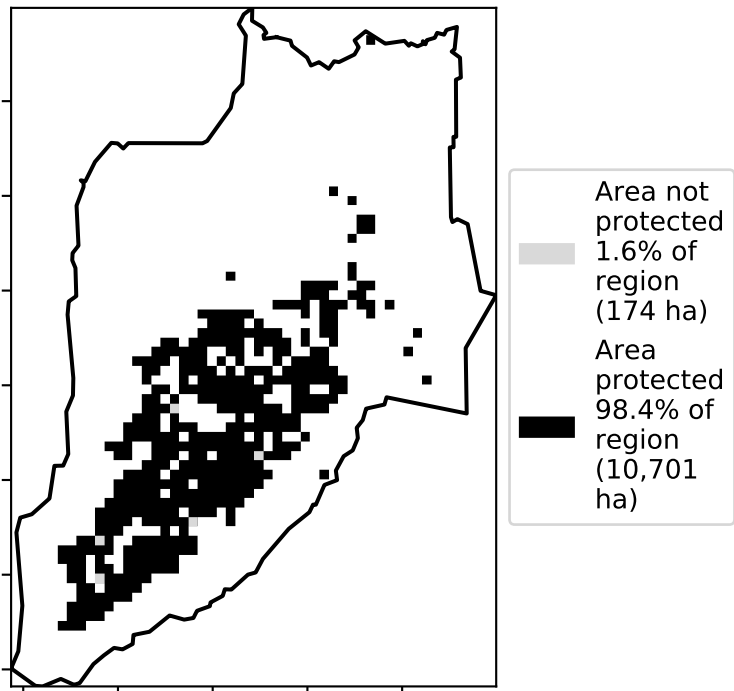 Area not
protected
1.6% of
region
(174 ha)
Area
protected
98.4% of
region
(10,701
ha)